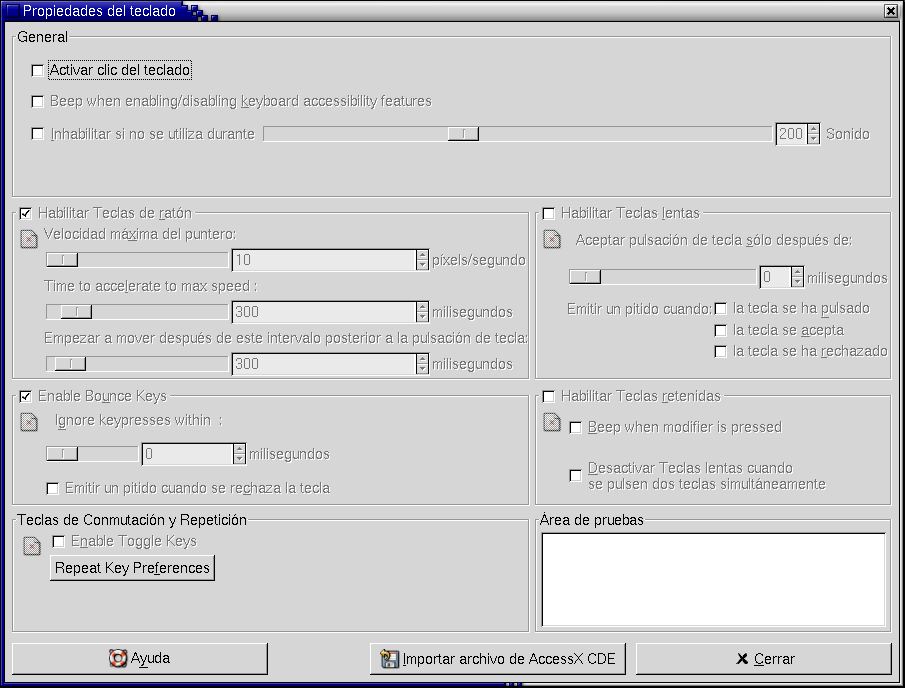 Propiedades del teclado
General
Activar clic del teclado
Beep when enabling/disabling keyboard accessibility features
Inhabilitar si no se utiliza durante 200 Sonido
Habilitar Teclas de ratón
Velocidad máxima del puntero:
10 píxels/segundo
Time to accelerate to max speed :
300 milisegundos
Empezar a mover después de este intervalo posterior a la pulsación de tecla:
300 milisegundos
Habilitar Teclas lentas
Aceptar pulsación de tecla sólo después de:
0 milisegundos
Emitir un pitido cuando: la tecla se ha pulsado
la tecla se acepta
la tecla se ha rechazado
Enable Bounce Keys
Ignore keypresses within :
0 milisegundos
Emitir un pitido cuando se rechaza la tecla
Habilitar Teclas retenidas
Beep when modifier is pressed
Desactivar Teclas lentas cuando
se pulsen dos teclas simultáneamente
Teclas de Conmutación y Repetición
Enable Toggle Keys
Repeat Key Preferences
Área de pruebas
Ayuda
Importar archivo de AccessX CDE
Cerrar